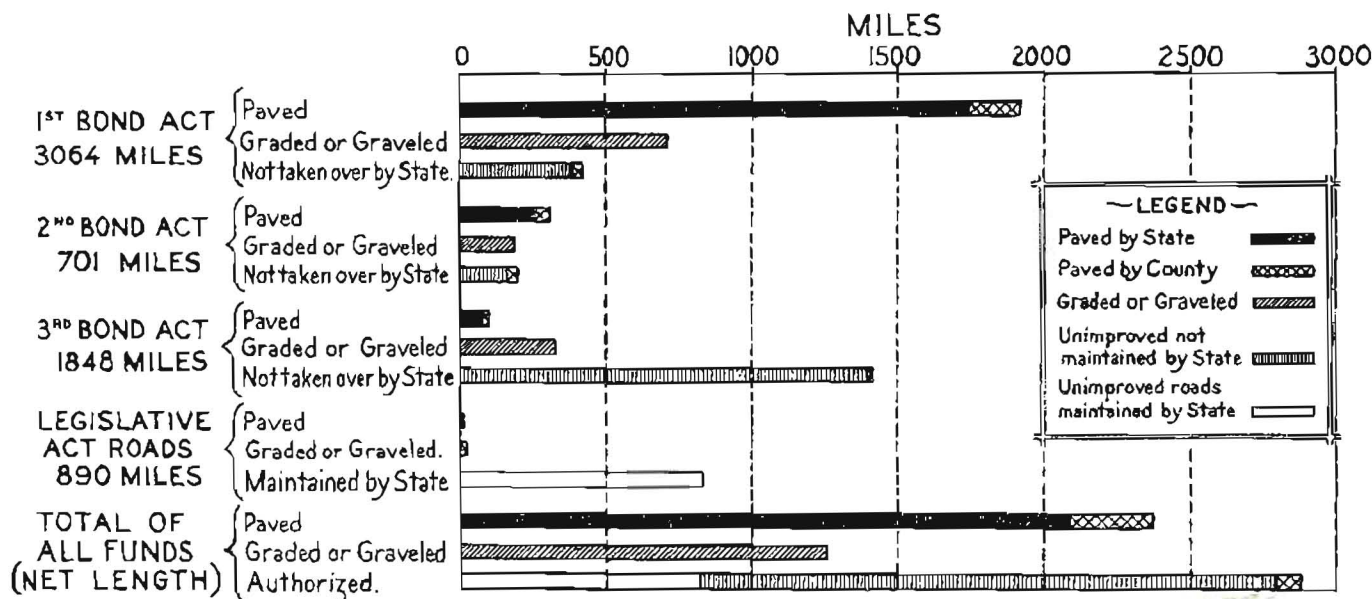 MILES
0 500 1000 1500 2000 2500 3000
1ST BOND ACT
3064 MILES
Paved
Graded or Graveled
Not taken over by State.
2ND BOND ACT
701 MILES
Paved
Graded or Graveled
Not taken over by State
3RD BOND ACT
1848 MILES
Paved
Graded or Graveled
Not taken over by State
LEGISLATIVE
ACT ROADS
890 MILES
Paved
Graded or Graveled.
Maintained by State
TOTAL OF
ALL FUNDS
(NET LENGTH)
Paved
Graded or Graveled
Authorized.
~LEGEND~
Paved by State
Paved by County
Graded or Graveled
Unimproved not
maintained by State
Unimproved roads
maintained by State